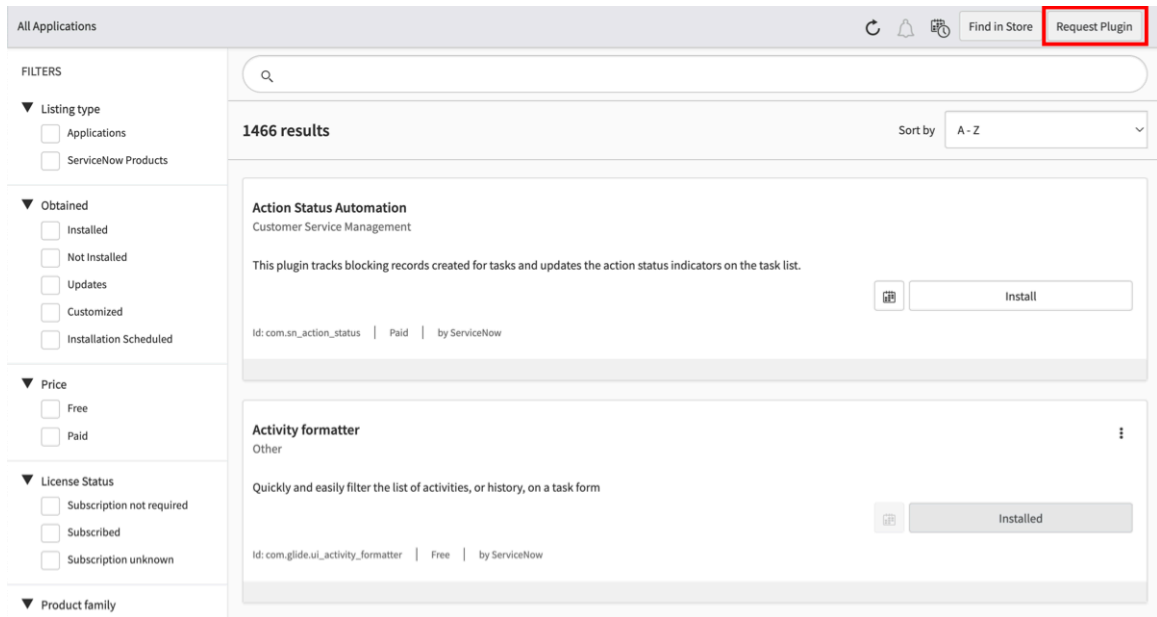 All Applications
Find in Store
Request Plugin
FILTERS
Listing type
Applications
ServiceNow Products
Obtained
Installed
Not Installed
Updates
Customized
Installation Scheduled
Price
Free
Paid
License Status
Subscription not required
Subscribed
Subscription unknown
Product family
1466 results
Sort by
A - Z
Action Status Automation
Customer Service Management
This plugin tracks blocking records created for tasks and updates the action status indicators on the task list.
Install
Id: com.sn_action_status | Paid | by ServiceNow
Activity formatter
Other
Quickly and easily filter the list of activities, or history, on a task form
Installed
Id: com.glide.ui_activity_formatter | Free | by ServiceNow